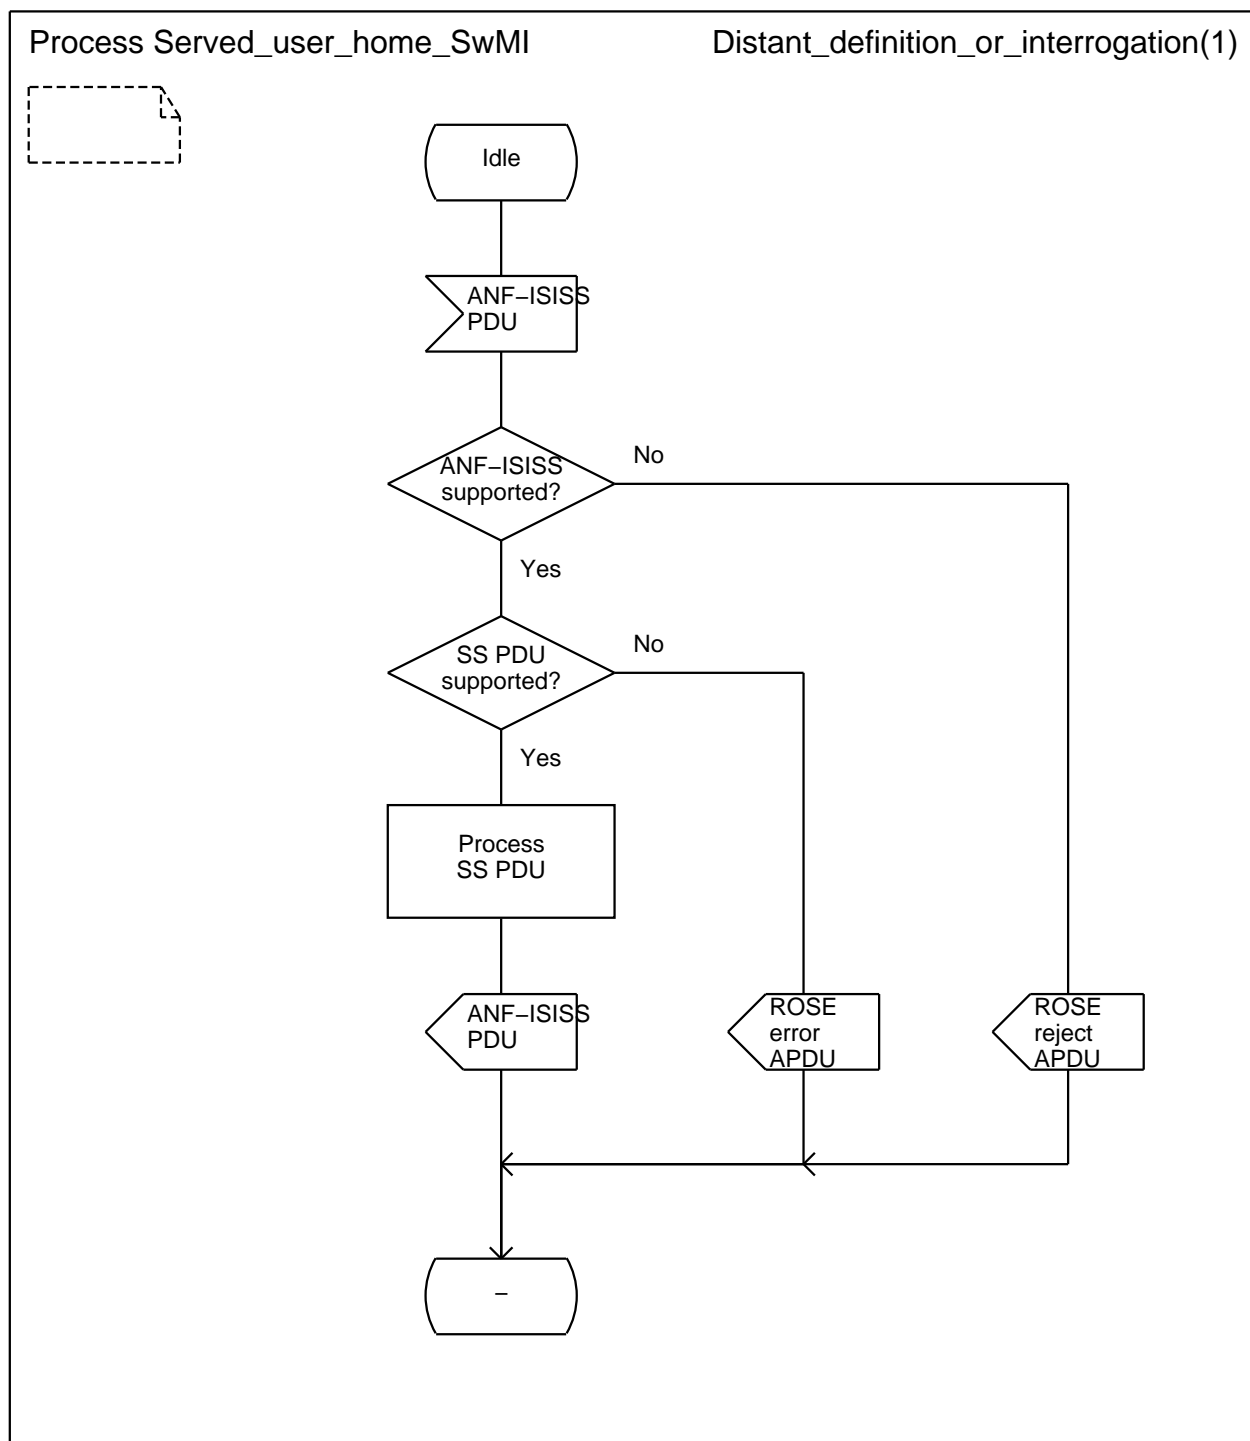 Process Served_user_home_SwMI
Distant_definition_or_interrogation(1)
Idle
ANF–ISISS
PDU
ANF–ISISS
supported?
No
Yes
SS PDU
supported?
No
Yes
Process
SS PDU
ANF–ISISS
PDU
ROSE
error
APDU
ROSE
reject
APDU
–